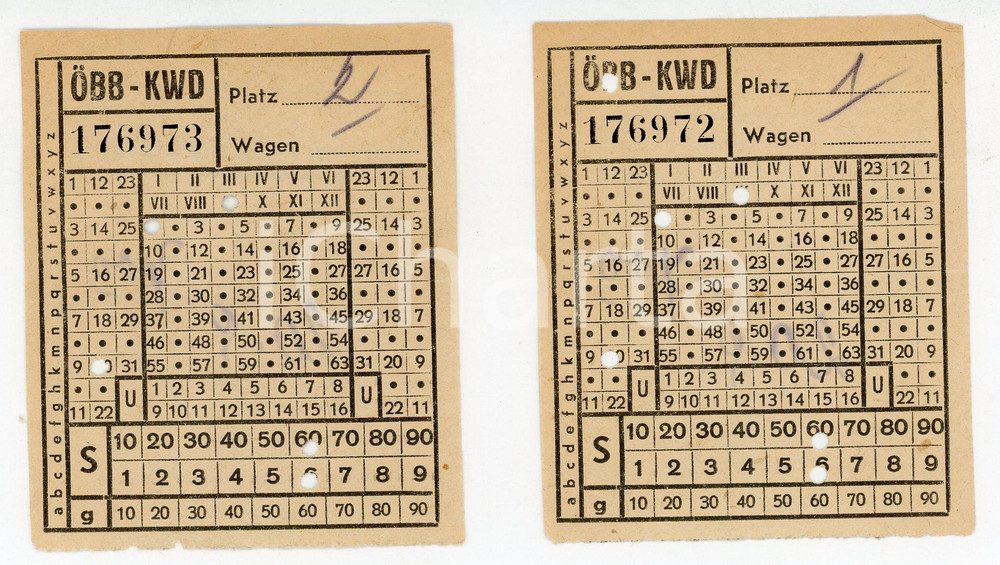 ÖBB - KWD
176973
Platz 2
Wagen
a b c d e f g h k m n p q r s t u v w x y z
1 12 23 I II III IV V VI 23 12 1
• • • VII VIII X XI XII • • •
3 14 25 • 3 • 5 • 7 • 9 25 14 3
• • • 10 • 12 • 14 • 16 • 18 • • •
5 16 27 19 • 21 • 23 • 25 • 27 27 16 5
• • • 28 • 30 • 32 • 34 • 36 • • •
7 18 29 37 • 39 • 41 • 43 • 45 29 18 7
• • • 46 • 48 • 50 • 52 • 54 • • •
9 31 55 • 57 • 59 • 61 • 63 31 20 9
• • U 1 2 3 4 5 6 7 8 U • •
11 22 9 10 11 12 13 14 15 16 22 11
S 10 20 30 40 50 60 70 80 90
1 2 3 4 5 6 7 8 9
g 10 20 30 40 50 60 70 80 90
ÖBB - KWD
176972
Platz 1
Wagen
a b c d e f g h k m n p q r s t u v w x y z
1 12 23 I II III IV V VI 23 12 1
• • • VII VIII X XI XII • • •
3 14 25 • 3 • 5 • 7 • 9 25 14 3
• • • 10 • 12 • 14 • 16 • 18 • • •
5 16 27 19 • 21 • 23 • 25 • 27 27 16 5
• • • 28 • 30 • 32 • 34 • 36 • • •
7 18 29 37 • 39 • 41 • 43 • 45 29 18 7
• • • 46 • 48 • 50 • 52 • 54 • • •
9 31 55 • 57 • 59 • 61 • 63 31 20 9
• • U 1 2 3 4 5 6 7 8 U • •
11 22 9 10 11 12 13 14 15 16 22 11
S 10 20 30 40 50 60 70 80 90
1 2 3 4 5 6 7 8 9
g 10 20 30 40 50 60 70 80 90